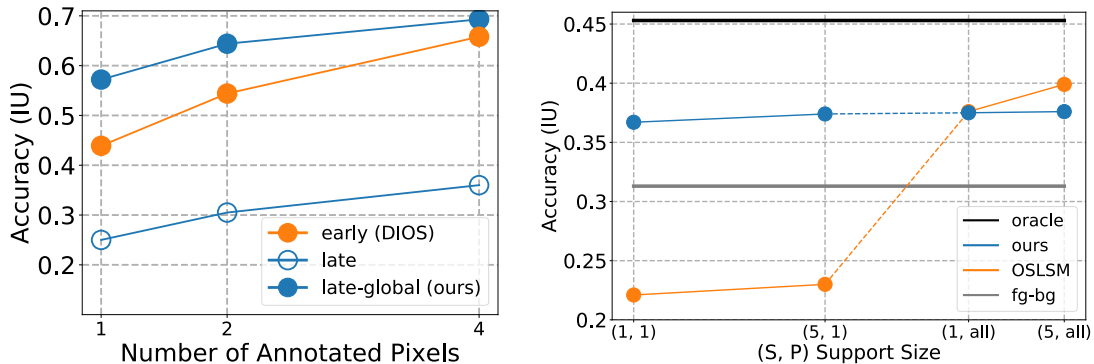 0.7
0.6
0.5
0.4
0.3
0.2
Accuracy (IU)
early (DIOS)
late
late-global (ours)
1
2
4
Number of Annotated Pixels
0.45
0.4
0.35
0.3
0.25
0.2
Accuracy (IU)
oracle
ours
OSLSM
fg-bg
(1, 1)
(5, 1)
(1, all)
(5, all)
(S, P) Support Size